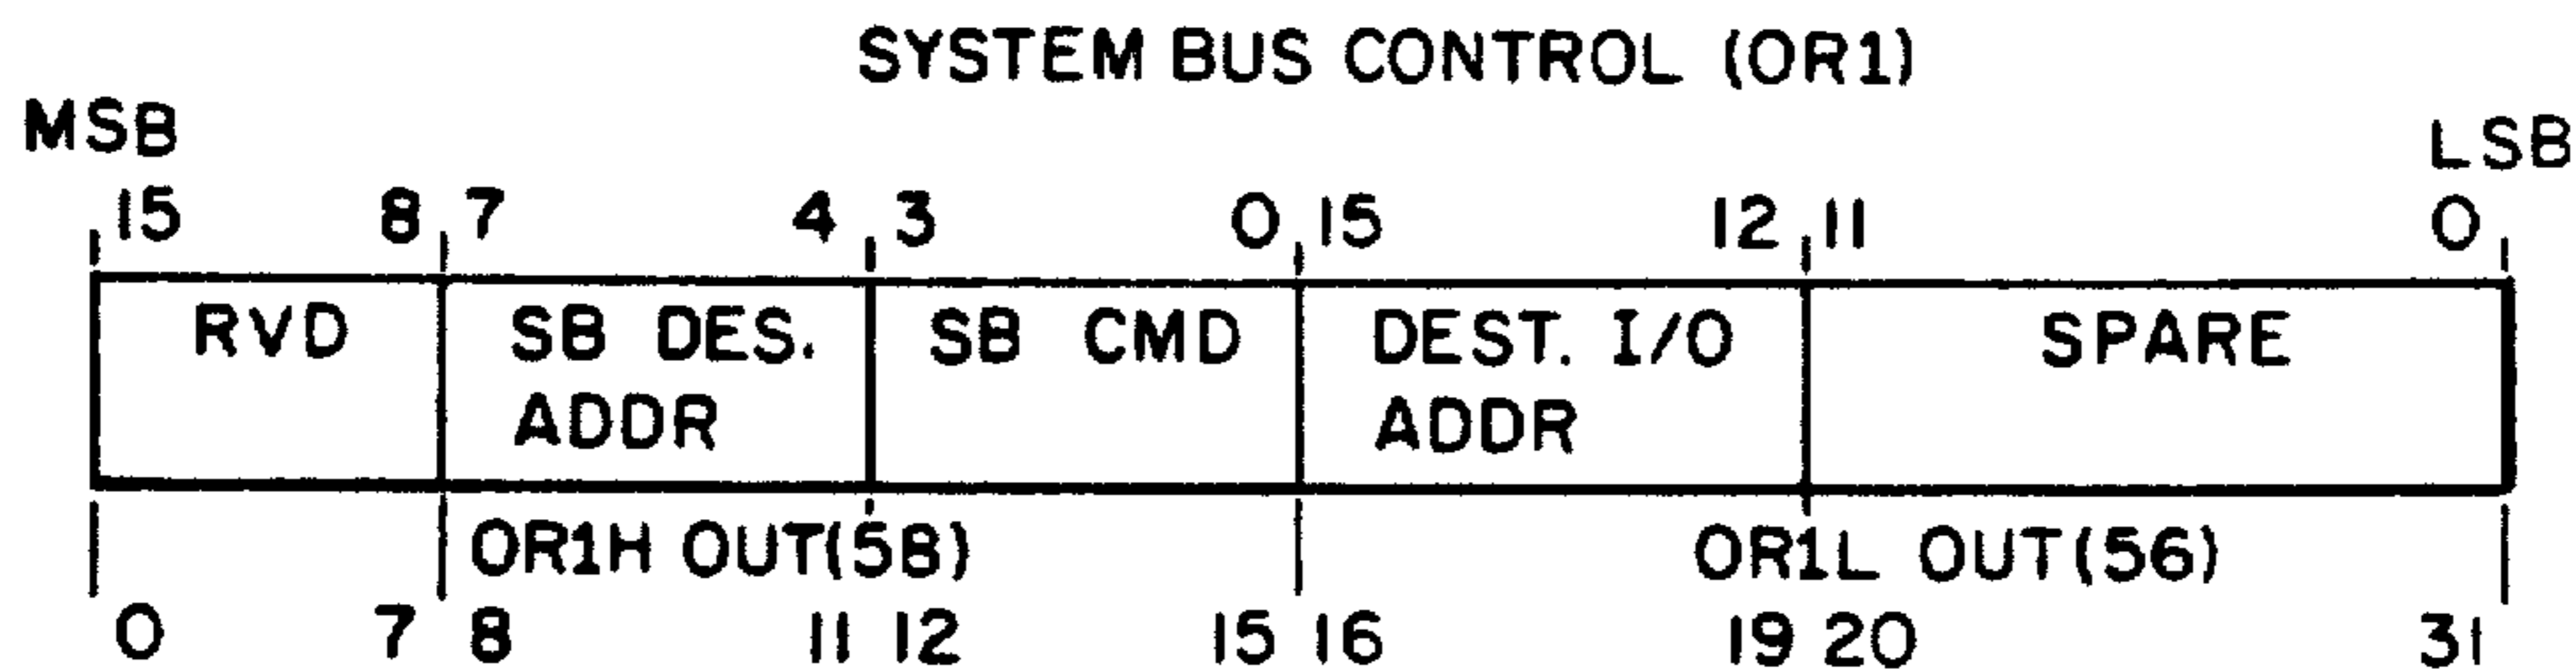 SYSTEM BUS CONTROL (OR1)
MSB LSB
15 8 7 4 3 0 15 12 11 0
RVD SB DES. SB CMD DEST. I/O SPARE
ADDR ADDR
OR1H OUT(58) OR1L OUT(56)
0 7 8 11 12 15 16 19 20 31